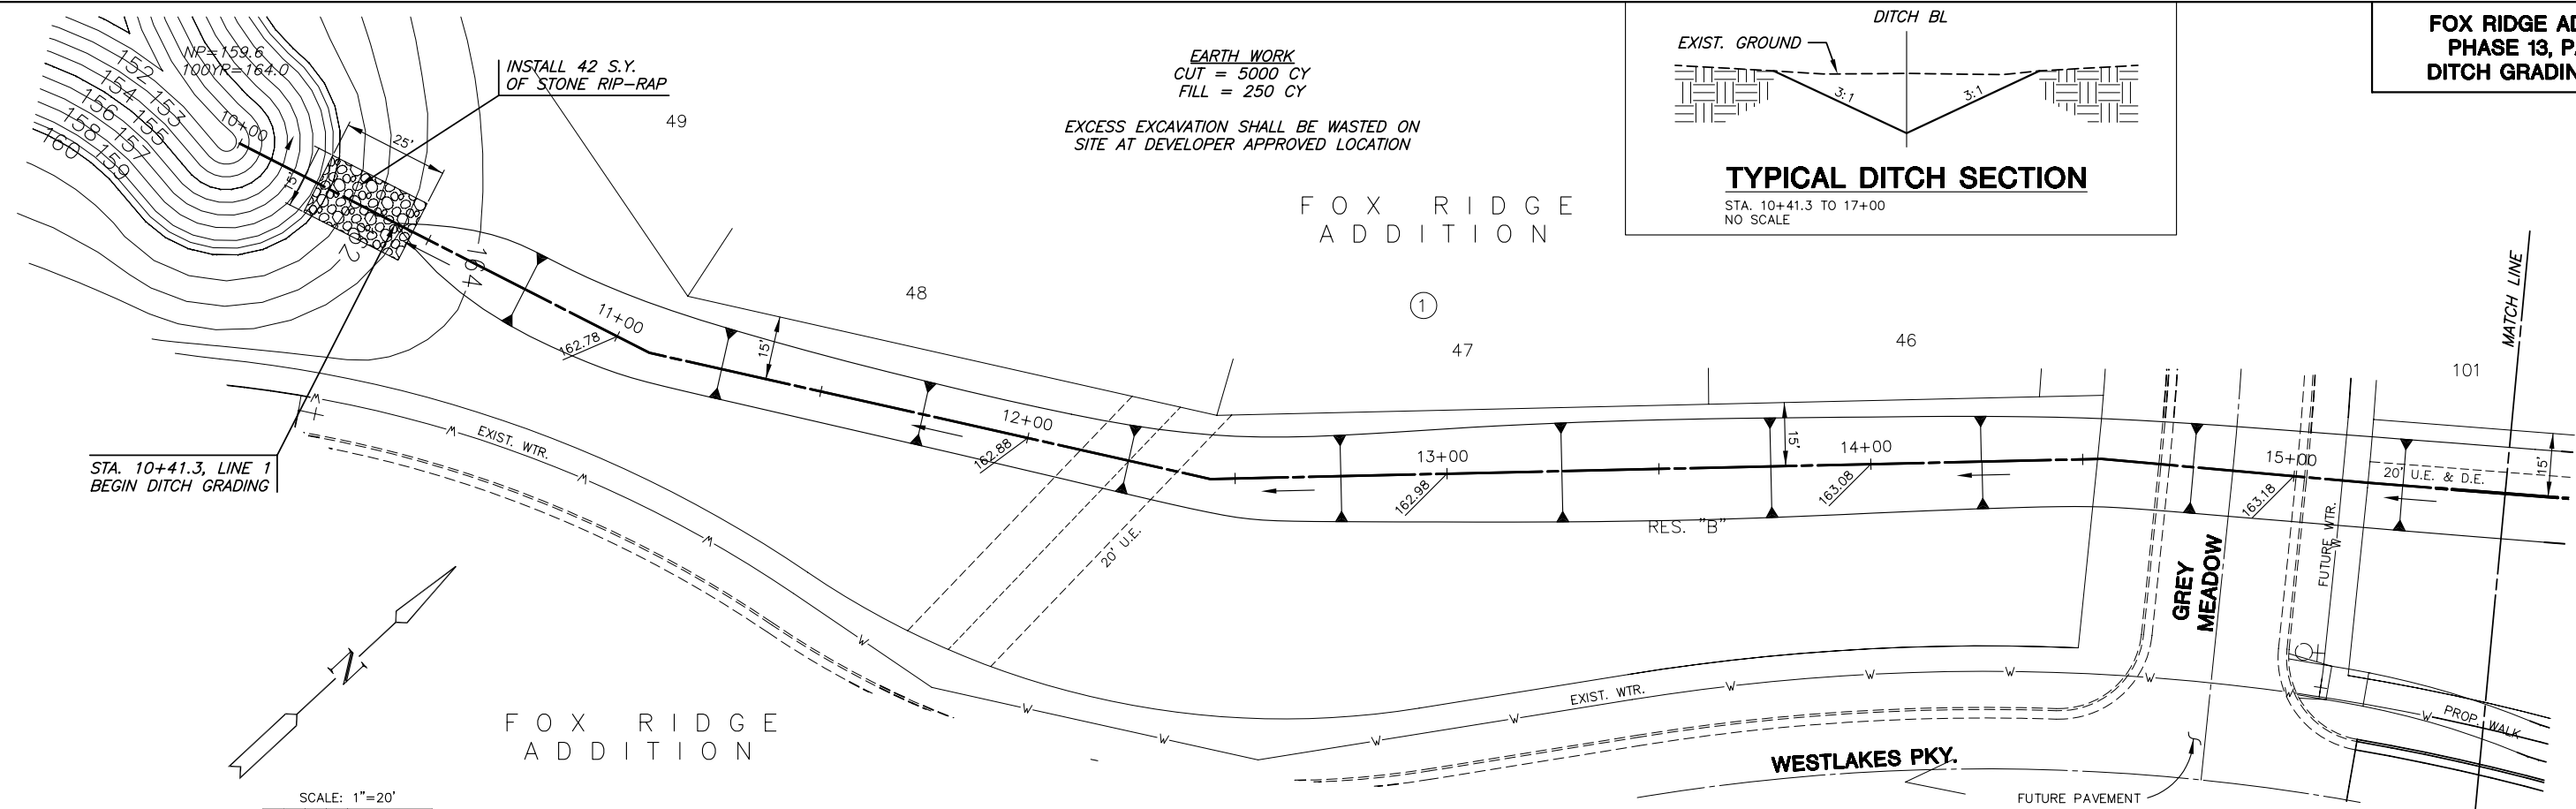 NP=159.6
100YR=164.0
152
153
154
155
156
157
158
159
160
10+00
INSTALL 42 S.Y.
OF STONE RIP-RAP
25'
15'
49
164
EARTH WORK
CUT = 5000 CY
FILL = 250 CY
EXCESS EXCAVATION SHALL BE WASTED ON
SITE AT DEVELOPER APPROVED LOCATION
FOX RIDGE
ADDITION
DITCH BL
EXIST. GROUND
3:1
3:1
TYPICAL DITCH SECTION
STA. 10+41.3 TO 17+00
NO SCALE
FOX RIDGE AD
PHASE 13, PA
DITCH GRADIN
MATCH LINE
48
1
47
46
101
11+00
162.78
15'
12+00
162.88
13+00
162.98
15'
14+00
163.08
15+00
163.18
20' U.E. & D.E.
15'
STA. 10+41.3, LINE 1
BEGIN DITCH GRADING
W
EXIST. WTR.
W
W
W
W
20' U.E.
RES. "B"
GREY
MEADOW
FUTURE WTR.
W
N
FOX RIDGE
ADDITION
SCALE: 1"=20'
W
W
W
W
EXIST. WTR.
W
W
W
W
W
W
PROP. WALK
WESTLAKES PKY.
FUTURE PAVEMENT